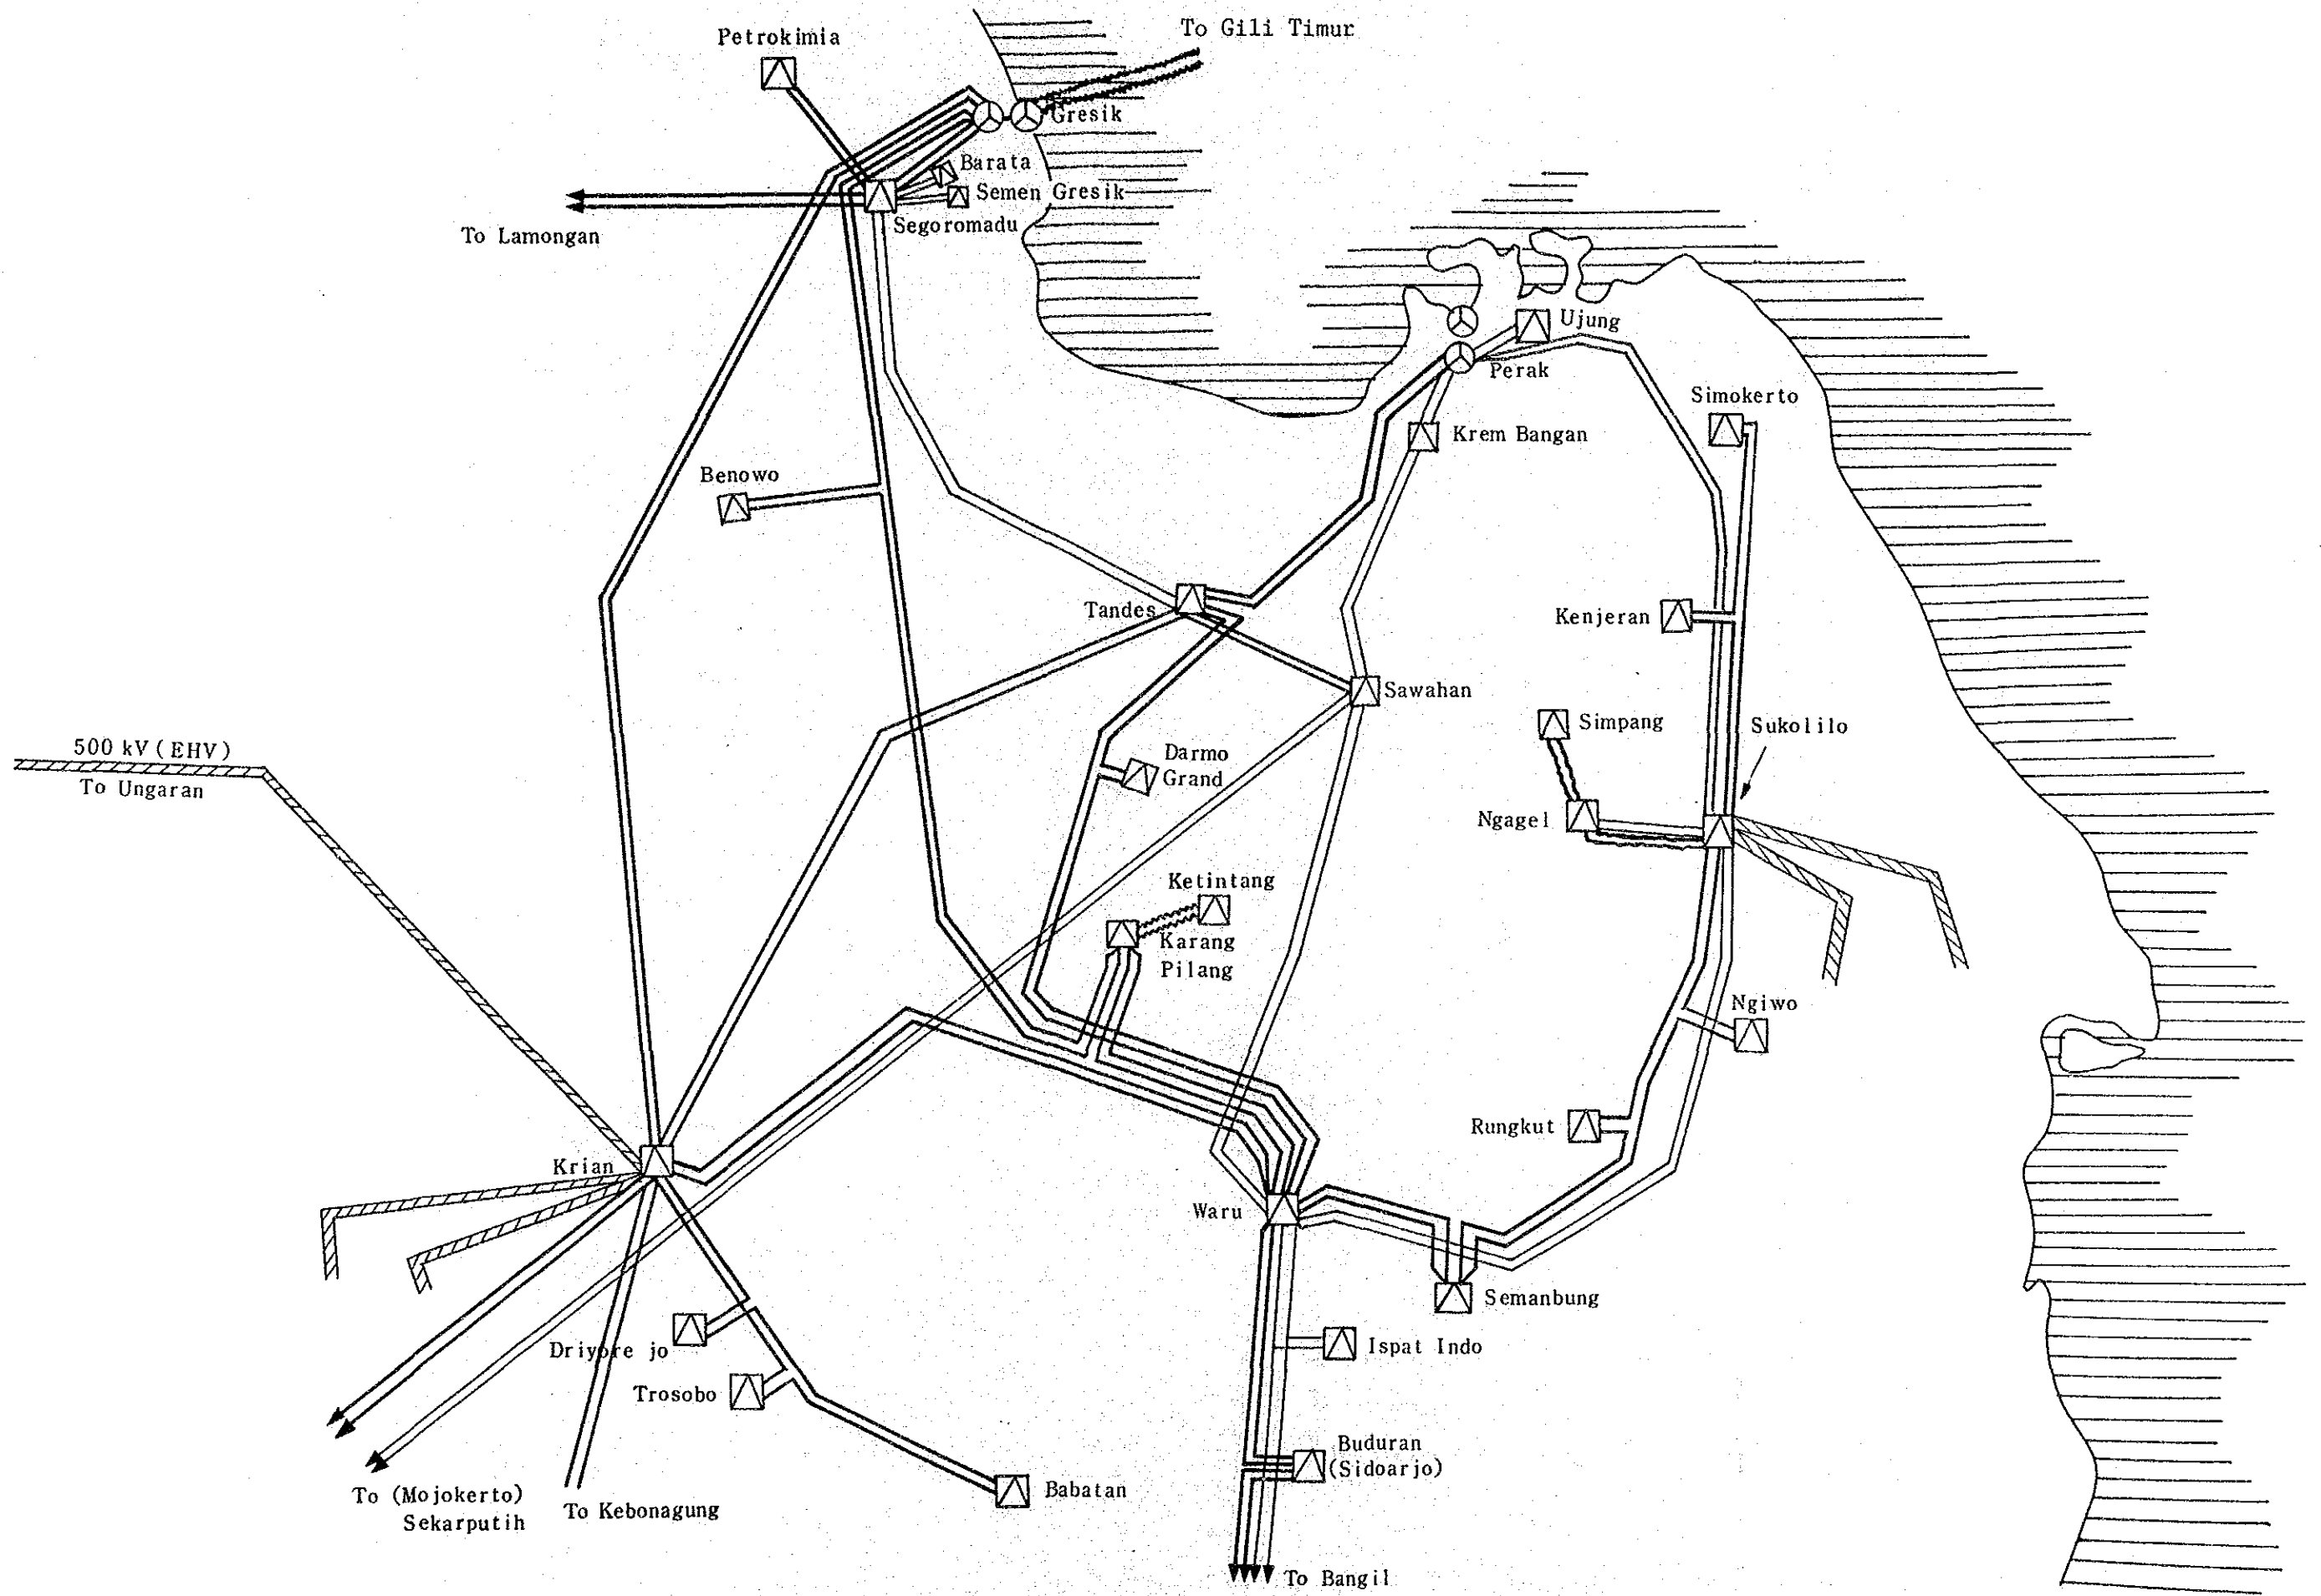 To Gili Timur
Petrokimia
Gresik
Barata
Semen Gresik
Segoromadu
To Lamongan
Ujung
Perak
Simokerto
Krem Bangan
Benowo
Tandes
Kenjeran
Sawahan
Simpang
Sukolilo
500 kV (EHV)
To Ungaran
Darmo
Grand
Ngagel
Ketintang
Karang
Pilang
Ngiwo
Rungkut
Krian
Waru
Semanbung
Driyore jo
Ispat Indo
Trosobo
Buduran
(Sidoarjo)
Babatan
To (Mojokerto)
Sekarputih
To Kebonagung
To Bangil